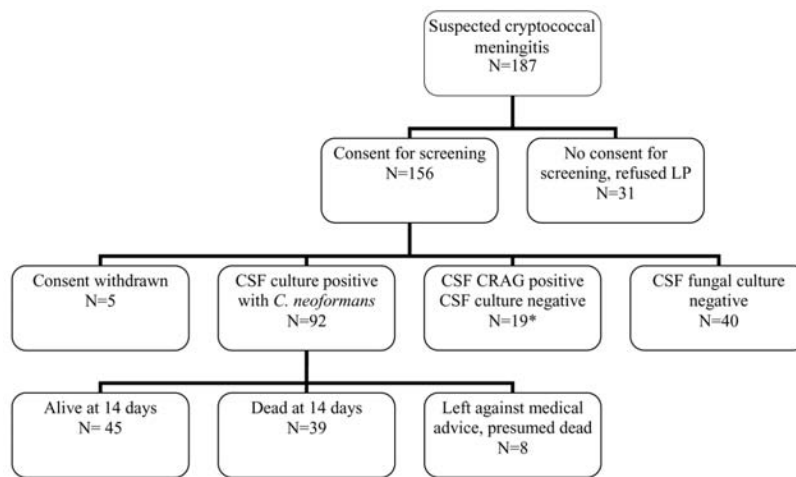 Suspected cryptococcal
meningitis
N=187
Consent for screening
N=156
No consent for
screening, refused LP
N=31
Consent withdrawn
N=5
CSF culture positive
with C. neoformans
N=92
CSF CRAG positive
CSF culture negative
N=19*
CSF fungal culture
negative
N=40
Alive at 14 days
N= 45
Dead at 14 days
N=39
Left against medical
advice, presumed dead
N=8